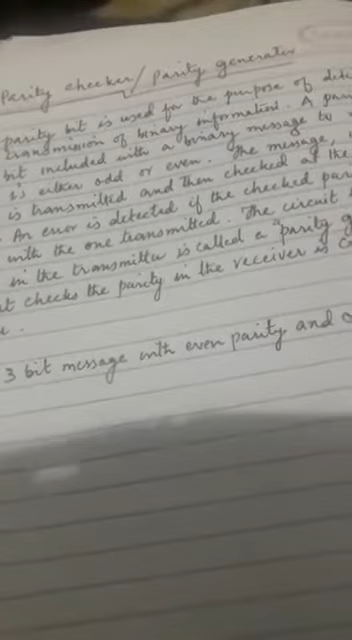 Parity checker / Parity generator
parity bit is used for the purpose of
transmission of binary information. A
bit included with a binary message to
is either odd or even. The message,
is transmitted and then checked at the
An error is detected if the checked
with the one transmitted. The circuit
in the transmitter is called a "parity
checks the parity in the receiver is
3 bit message with even parity and